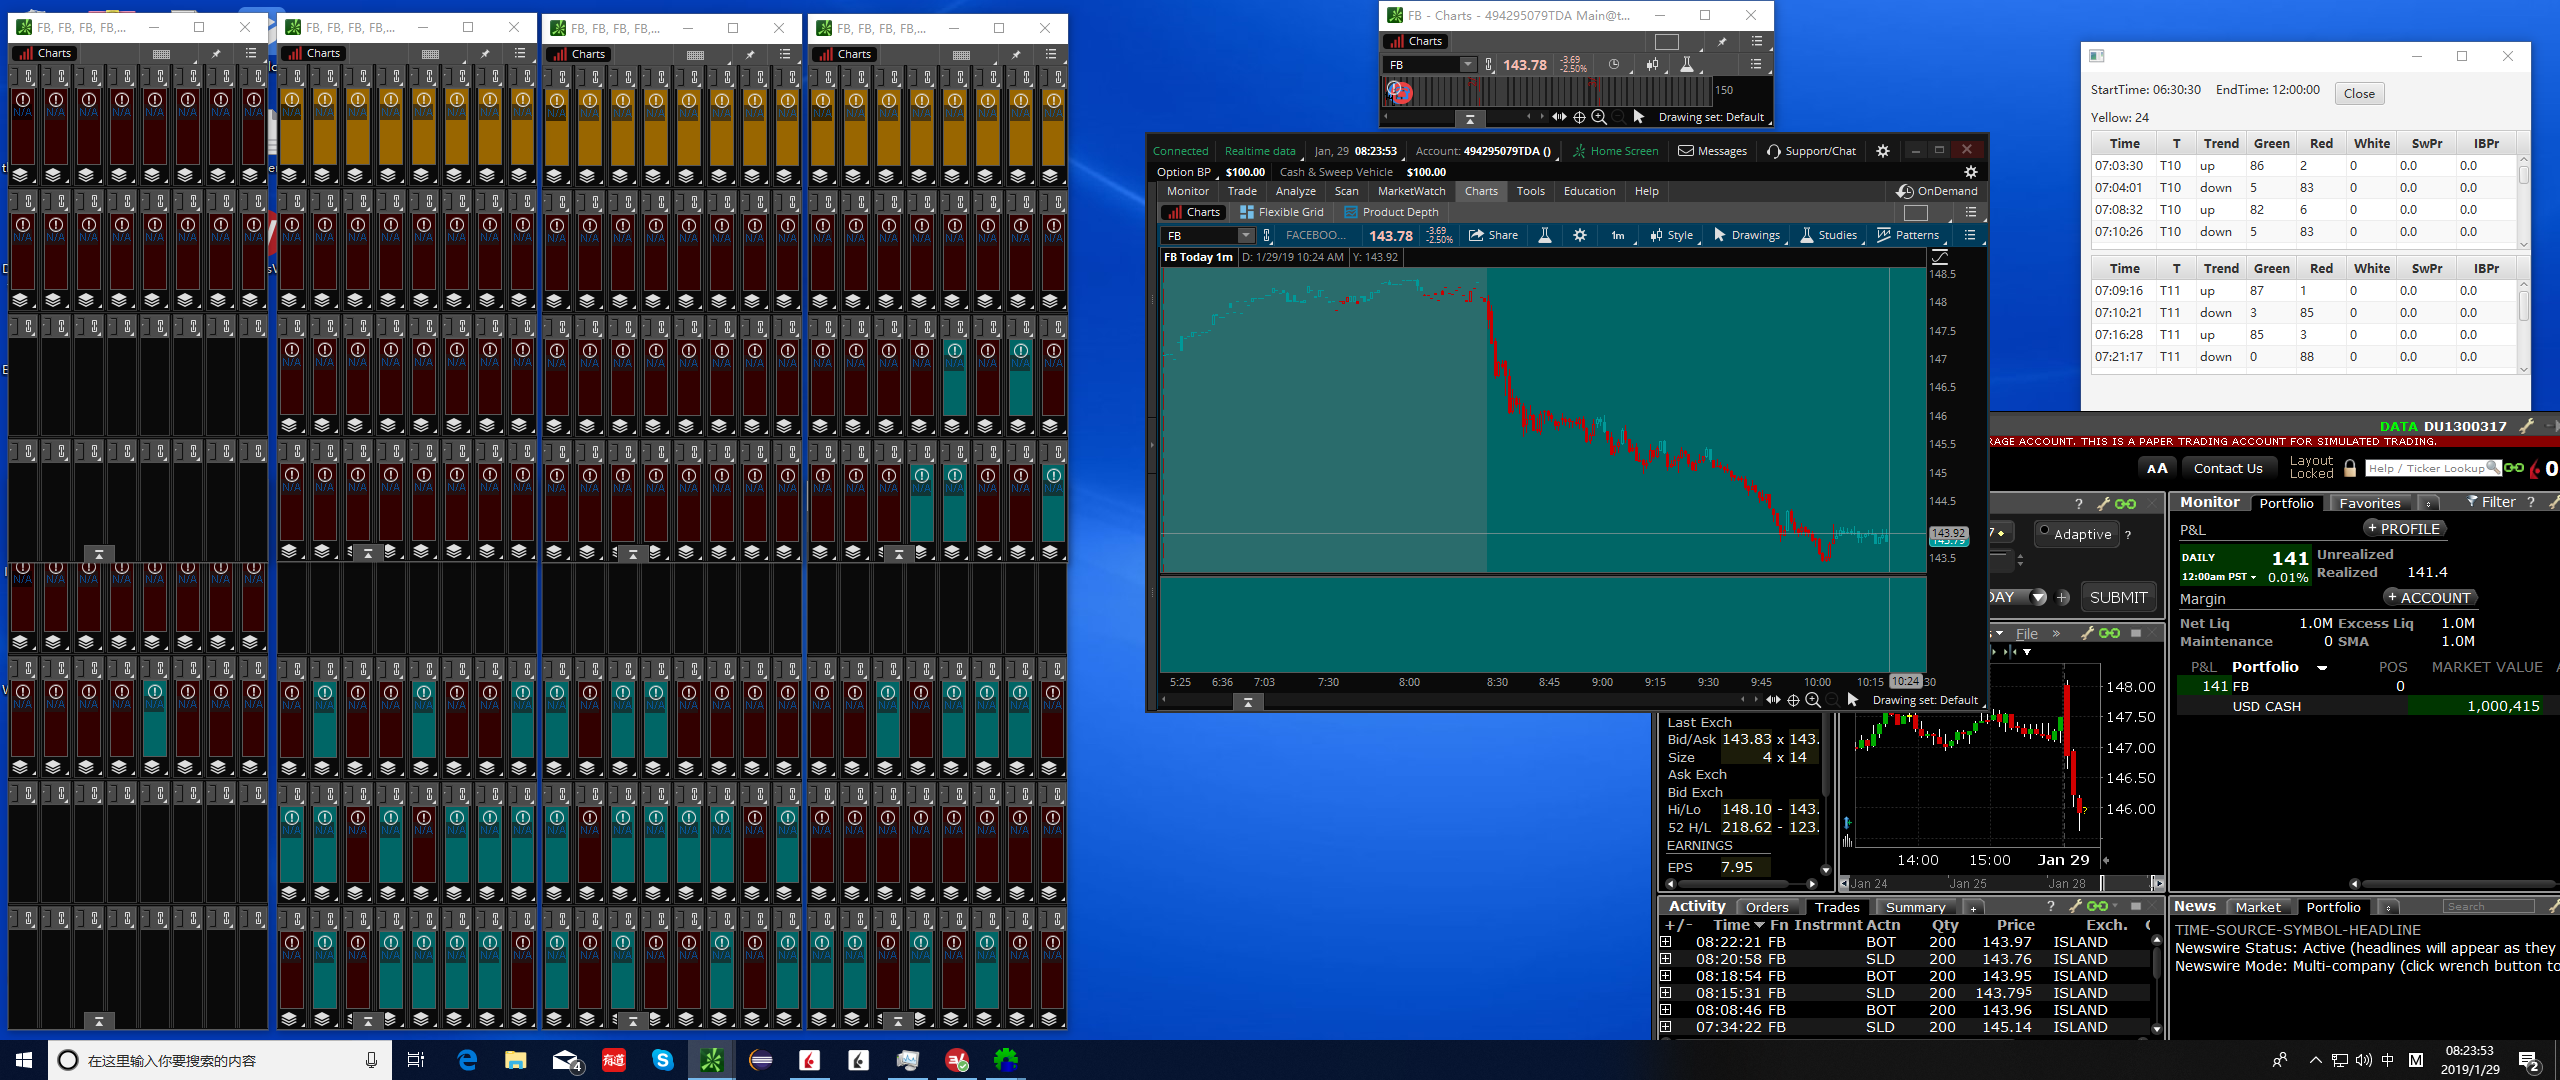 FB, FB, FB, FB,...
Charts
FB, FB, FB, FB,...
Charts
FB, FB, FB, FB,...
Charts
FB, FB, FB, FB,...
Charts
N/A
FB - Charts - 494295079TDA Main@t...
Charts
FB 143.78 -3.69 -2.50%
150
Drawing set: Default
Connected Realtime data Jan, 29 08:23:53 Account: 494295079TDA () Home Screen Messages Support/Chat
Option BP $100.00 Cash & Sweep Vehicle $100.00
Monitor Trade Analyze Scan MarketWatch Charts Tools Education Help OnDemand
Charts Flexible Grid Product Depth
FB FACEBOO... 143.78 -3.69 -2.50% Share 1m Style Drawings Studies Patterns
FB Today 1m D: 1/29/19 10:24 AM Y: 143.92
148.5
148
147.5
147
146.5
146
145.5
145
144.5
143.92
143.79
143.5
5:25 6:36 7:03 7:30 8:00 8:30 8:45 9:00 9:15 9:30 9:45 10:00 10:15 10:24 30
Drawing set: Default
StartTime: 06:30:30 EndTime: 12:00:00 Close
Yellow: 24
Time T Trend Green Red White SwPr IBPr
07:03:30 T10 up 86 2 0 0.0 0.0
07:04:01 T10 down 5 83 0 0.0 0.0
07:08:32 T10 up 82 6 0 0.0 0.0
07:10:26 T10 down 5 83 0 0.0 0.0
Time T Trend Green Red White SwPr IBPr
07:09:16 T11 up 87 1 0 0.0 0.0
07:10:21 T11 down 3 85 0 0.0 0.0
07:16:28 T11 up 85 3 0 0.0 0.0
07:21:17 T11 down 0 88 0 0.0 0.0
DATA DU1300317
RAGE ACCOUNT. THIS IS A PAPER TRADING ACCOUNT FOR SIMULATED TRADING.
AA Contact Us Layout Locked Help / Ticker Lookup 0
Adaptive ?
DAY + SUBMIT
File »
Monitor Portfolio Favorites Filter ?
P&L + PROFILE
DAILY 141 Unrealized
12:00am PST 0.01% Realized 141.4
Margin + ACCOUNT
Net Liq 1.0M Excess Liq 1.0M
Maintenance 0 SMA 1.0M
P&L Portfolio POS MARKET VALUE
141 FB 0
USD CASH 1,000,415
148.00
147.50
147.00
146.50
146.00
14:00 15:00 Jan 29
Jan 24 Jan 25 Jan 28
Last Exch
Bid/Ask 143.83 x 143.
Size 4 x 14
Ask Exch
Bid Exch
Hi/Lo 148.10 - 143.
52 H/L 218.62 - 123.
EARNINGS
EPS 7.95
Activity Orders Trades Summary +
+/- Time Fn Instrmnt Actn Qty Price Exch.
08:22:21 FB BOT 200 143.97 ISLAND
08:20:58 FB SLD 200 143.76 ISLAND
08:18:54 FB BOT 200 143.95 ISLAND
08:15:31 FB SLD 200 143.795 ISLAND
08:08:46 FB BOT 200 143.96 ISLAND
07:34:22 FB SLD 200 145.14 ISLAND
News Market Portfolio Search
TIME-SOURCE-SYMBOL-HEADLINE
Newswire Status: Active (headlines will appear as they
Newswire Mode: Multi-company (click wrench button to
在这里输入你要搜索的内容
4
有道
中
M
08:23:53
2019/1/29
2